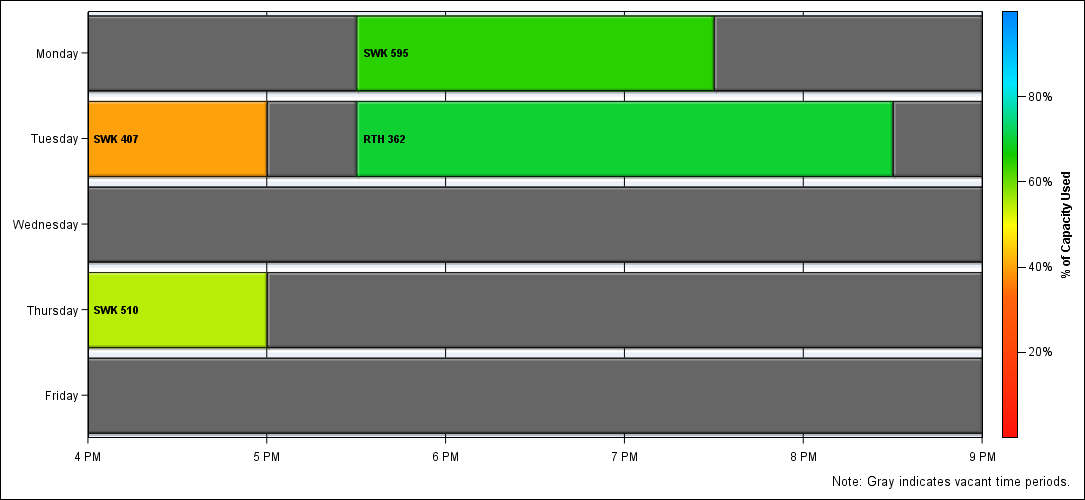 Monday
SWK 595
Tuesday
SWK 407
RTH 362
Wednesday
Thursday
SWK 510
Friday
4 PM
5 PM
6 PM
7 PM
8 PM
9 PM
80%
60%
40%
20%
% of Capacity Used
Note: Gray indicates vacant time periods.